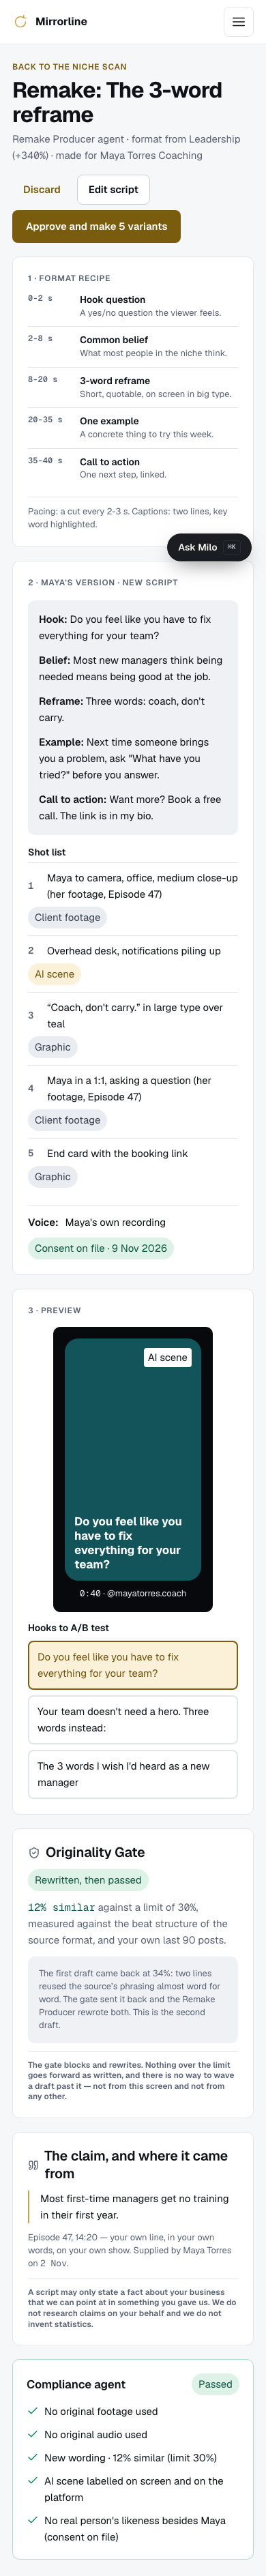 Mirrorline
BACK TO THE NICHE SCAN
Remake: The 3-word
reframe
Remake Producer agent · format from Leadership
(+340%) · made for Maya Torres Coaching
Discard
Edit script
Approve and make 5 variants
1 · FORMAT RECIPE
0-2 s
Hook question
A yes/no question the viewer feels.
2-8 s
Common belief
What most people in the niche think.
8-20 s
3-word reframe
Short, quotable, on screen in big type.
20-35 s
One example
A concrete thing to try this week.
35-40 s
Call to action
One next step, linked.
Pacing: a cut every 2-3 s. Captions: two lines, key
word highlighted.
Ask Milo ⌘K
2 · MAYA'S VERSION · NEW SCRIPT
Hook: Do you feel like you have to fix
everything for your team?
Belief: Most new managers think being
needed means being good at the job.
Reframe: Three words: coach, don't
carry.
Example: Next time someone brings
you a problem, ask "What have you
tried?" before you answer.
Call to action: Want more? Book a free
call. The link is in my bio.
Shot list
1
Maya to camera, office, medium close-up
(her footage, Episode 47)
Client footage
2
Overhead desk, notifications piling up
AI scene
3
“Coach, don't carry.” in large type over
teal
Graphic
4
Maya in a 1:1, asking a question (her
footage, Episode 47)
Client footage
5
End card with the booking link
Graphic
Voice: Maya's own recording
Consent on file · 9 Nov 2026
3 · PREVIEW
AI scene
Do you feel like you
have to fix
everything for your
team?
0:40 · @mayatorres.coach
Hooks to A/B test
Do you feel like you have to fix
everything for your team?
Your team doesn't need a hero. Three
words instead:
The 3 words I wish I'd heard as a new
manager
Originality Gate
Rewritten, then passed
12% similar against a limit of 30%,
measured against the beat structure of the
source format, and your own last 90 posts.
The first draft came back at 34%: two lines
reused the source's phrasing almost word for
word. The gate sent it back and the Remake
Producer rewrote both. This is the second
draft.
The gate blocks and rewrites. Nothing over the limit
goes forward as written, and there is no way to wave
a draft past it — not from this screen and not from
any other.
The claim, and where it came
from
Most first-time managers get no training
in their first year.
Episode 47, 14:20 — your own line, in your own
words, on your own show. Supplied by Maya Torres
on 2 Nov.
A script may only state a fact about your business
that we can point at in something you gave us. We do
not research claims on your behalf and we do not
invent statistics.
Compliance agent
Passed
No original footage used
No original audio used
New wording · 12% similar (limit 30%)
AI scene labelled on screen and on the
platform
No real person's likeness besides Maya
(consent on file)